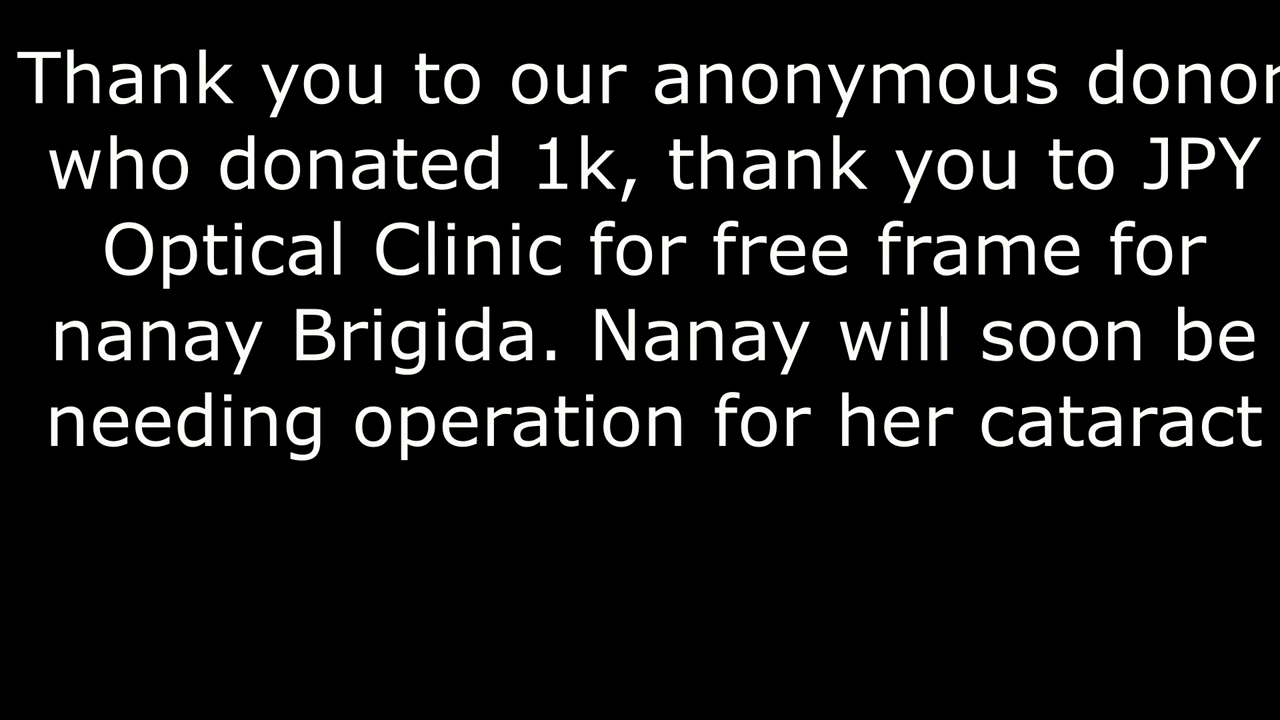 Thank you to our anonymous donor
who donated 1k, thank you to JPY
Optical Clinic for free frame for
nanay Brigida. Nanay will soon be
needing operation for her cataract